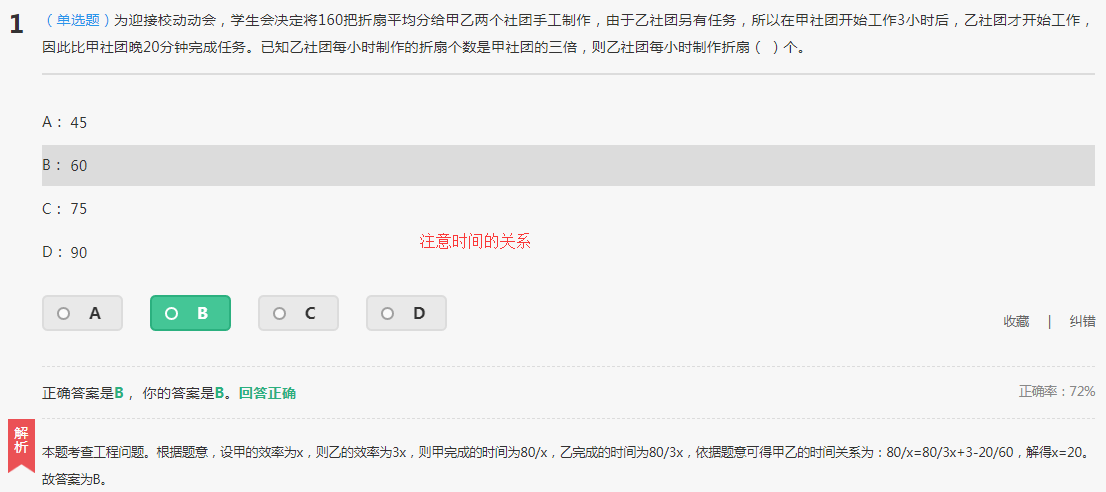 1
（单选题）为迎接校动动会，学生会决定将160把折扇平均分给甲乙两个社团手工制作，由于乙社团另有任务，所以在甲社团开始工作3小时后，乙社团才开始工作，
因此比甲社团晚20分钟完成任务。已知乙社团每小时制作的折扇个数是甲社团的三倍，则乙社团每小时制作折扇（ ）个。
A： 45
B： 60
C： 75
D： 90
注意时间的关系
A B C D
收藏 | 纠错
正确答案是B， 你的答案是B。回答正确
正确率：72%
解析
本题考查工程问题。根据题意，设甲的效率为x，则乙的效率为3x，则甲完成的时间为80/x，乙完成的时间为80/3x，依据题意可得甲乙的时间关系为：80/x=80/3x+3-20/60，解得x=20。
故答案为B。